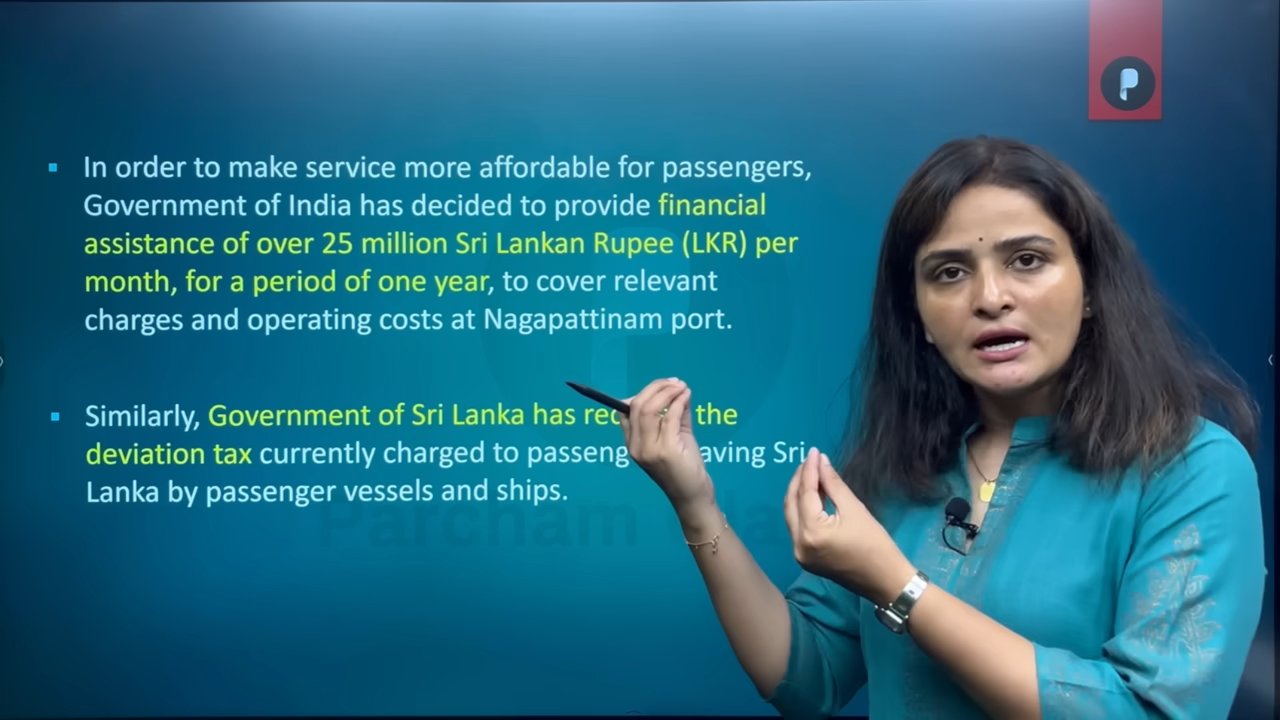 In order to make service more affordable for passengers,
Government of India has decided to provide financial
assistance of over 25 million Sri Lankan Rupee (LKR) per
month, for a period of one year, to cover relevant
charges and operating costs at Nagapattinam port.
Similarly, Government of Sri Lanka has the
deviation tax currently charged to Sri
Lanka by passenger vessels and ships.
Parcham